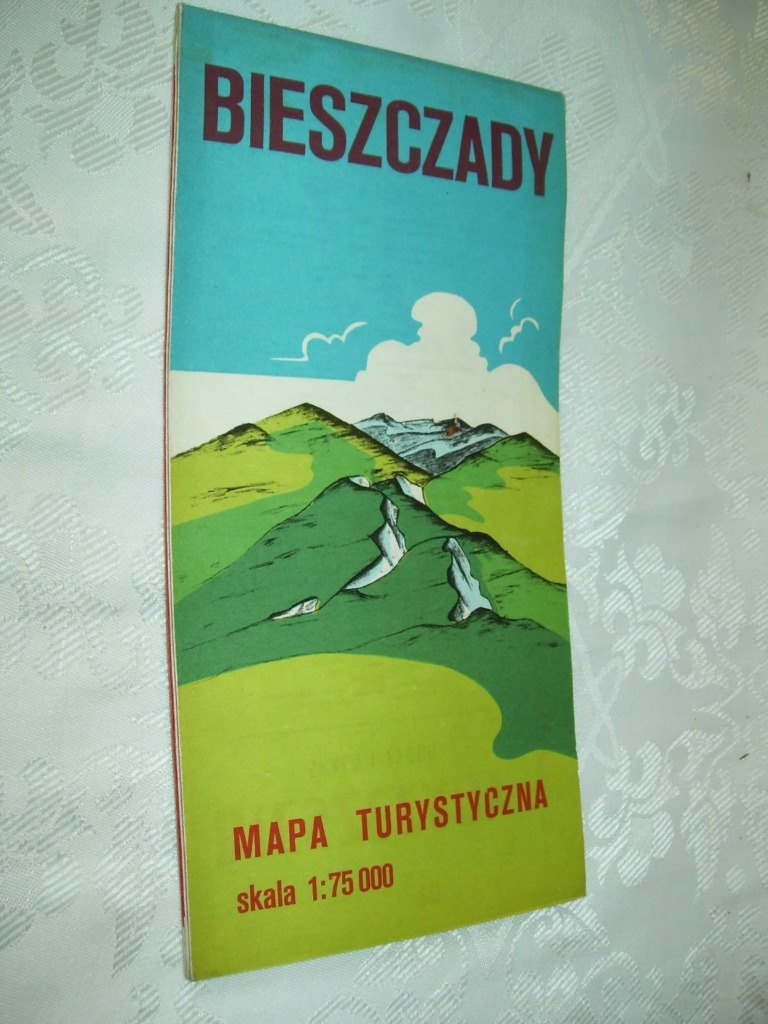 BIESZCZADY
MAPA TURYSTYCZNA
skala 1:75 000